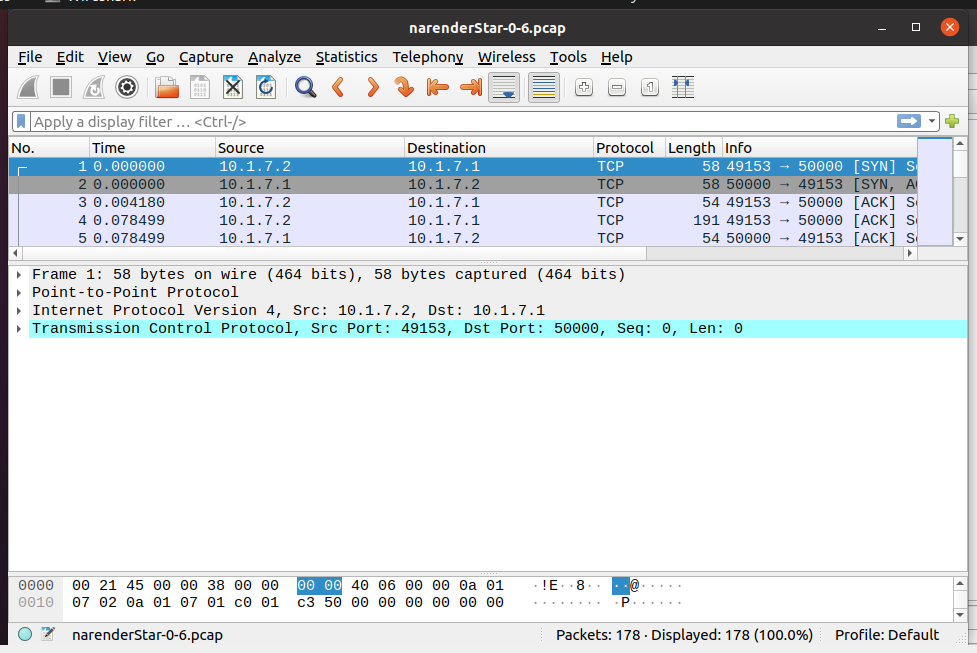 narenderStar-0-6.pcap
File Edit View Go Capture Analyze Statistics Telephony Wireless Tools Help
Apply a display filter … <Ctrl-/>
No. Time Source Destination Protocol Length Info
1 0.000000 10.1.7.2 10.1.7.1 TCP 58 49153 → 50000 [SYN]
2 0.000000 10.1.7.1 10.1.7.2 TCP 58 50000 → 49153 [SYN,
3 0.004180 10.1.7.2 10.1.7.1 TCP 54 49153 → 50000 [ACK]
4 0.078499 10.1.7.2 10.1.7.1 TCP 191 49153 → 50000 [ACK]
5 0.078499 10.1.7.1 10.1.7.2 TCP 54 50000 → 49153 [ACK]
Frame 1: 58 bytes on wire (464 bits), 58 bytes captured (464 bits)
Point-to-Point Protocol
Internet Protocol Version 4, Src: 10.1.7.2, Dst: 10.1.7.1
Transmission Control Protocol, Src Port: 49153, Dst Port: 50000, Seq: 0, Len: 0
0000 00 21 45 00 00 38 00 00 00 00 40 06 00 00 0a 01 ·!E··8·· ··@·····
0010 07 02 0a 01 07 01 c0 01 c3 50 00 00 00 00 00 00 ········ ·P······
narenderStar-0-6.pcap Packets: 178 · Displayed: 178 (100.0%) Profile: Default